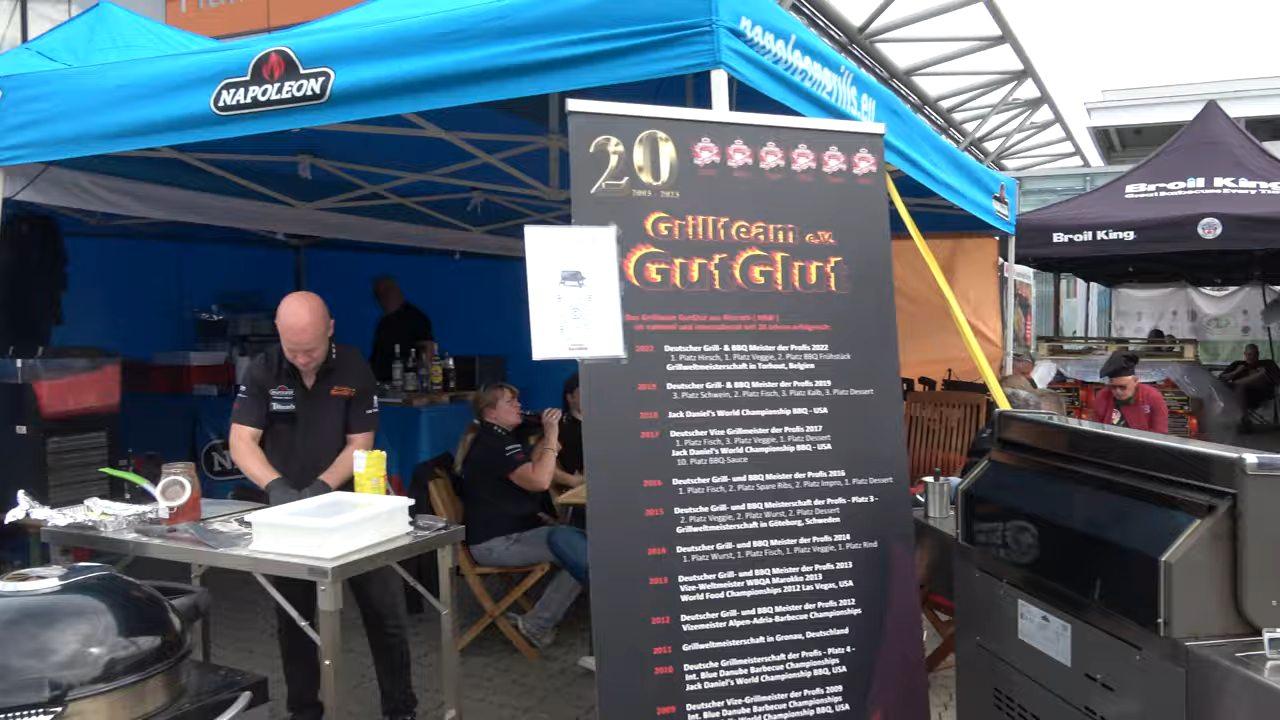 NAPOLEON
napoleongrills.eu
Broil King
Broil King
20
2003 - 2023
Grillteam e.V.
GutGlut
2022 Deutscher Grill- & BBQ Meister der Profis 2022
1. Platz Hirsch, 1. Platz Veggie, 2. Platz BBQ Frühstück
Grillweltmeisterschaft in Torhout, Belgien
2019 Deutscher Grill- & BBQ Meister der Profis 2019
3. Platz Schwein, 2. Platz Fisch, 3. Platz Kalb, 3. Platz Dessert
2018 Jack Daniel's World Championship BBQ - USA
2017 Deutscher Vize Grillmeister der Profis 2017
1. Platz Fisch, 3. Platz Veggie, 1. Platz Dessert
Jack Daniel's World Championship BBQ - USA
10. Platz BBQ-Sauce
2016 Deutscher Grill- und BBQ Meister der Profis 2016
1. Platz Fisch, 2. Platz Spare Ribs, 2. Platz Impro, 1. Platz Dessert
2015 Deutscher Grill- und BBQ Meisterschaft der Profis - Platz 3 -
2. Platz Veggie, 2. Platz Wurst, 2. Platz Dessert
Grillweltmeisterschaft in Göteborg, Schweden
2014 Deutscher Grill- und BBQ Meister der Profis 2014
1. Platz Wurst, 1. Platz Fisch, 1. Platz Veggie, 1. Platz Rind
2013 Deutscher Grill- und BBQ Meister der Profis 2013
Vize-Weltmeister WBQA Marokko 2013
World Food Championships 2012 Las Vegas, USA
2012 Deutscher Grill- und BBQ Meister der Profis 2012
Vizemeister Alpen-Adria-Barbecue Championships
2011 Grillweltmeisterschaft in Gronau, Deutschland
2010 Deutsche Grillmeisterschaft der Profis - Platz 4 -
Int. Blue Danube Barbecue Championships
Jack Daniel's World Championship BBQ, USA
2009 Deutscher Vize-Grillmeister der Profis 2009
Int. Blue Danube Barbecue Championships
Jack Daniel's World Championship BBQ, USA